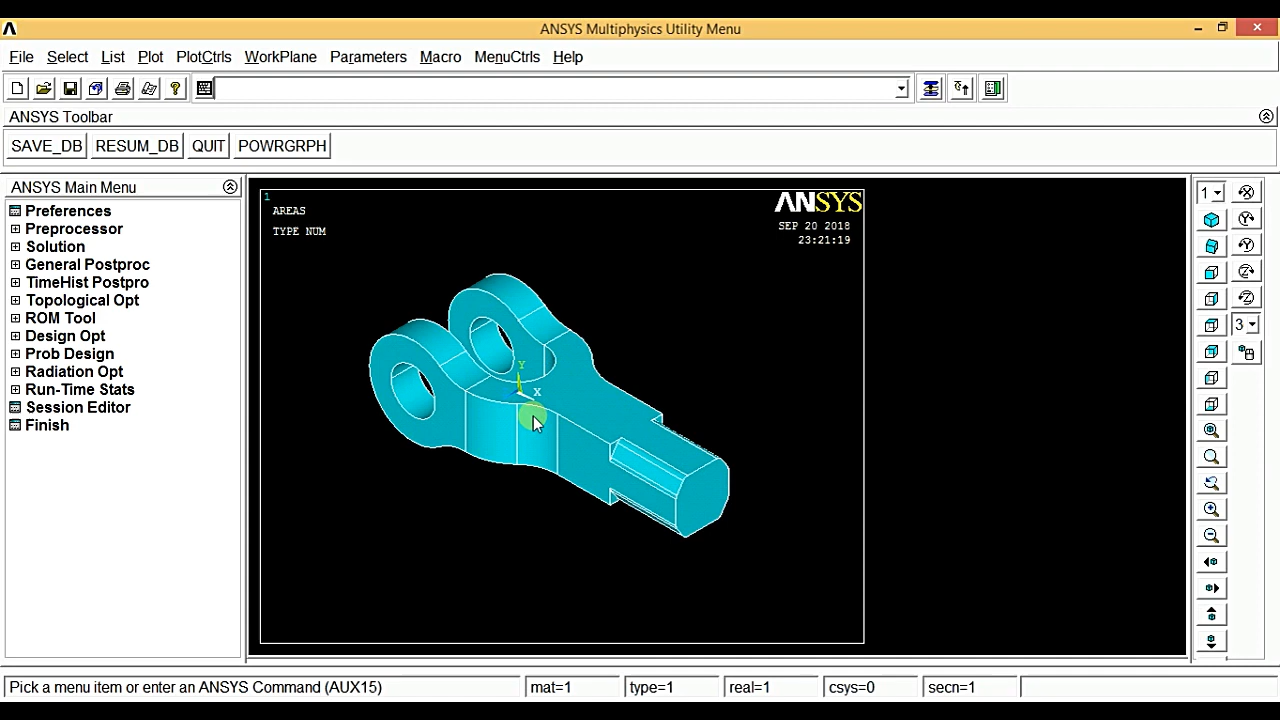 ANSYS Multiphysics Utility Menu
File Select List Plot PlotCtrls WorkPlane Parameters Macro MenuCtrls Help
ANSYS Toolbar
SAVE_DB RESUM_DB QUIT POWRGRPH
ANSYS Main Menu
Preferences
Preprocessor
Solution
General Postproc
TimeHist Postpro
Topological Opt
ROM Tool
Design Opt
Prob Design
Radiation Opt
Run-Time Stats
Session Editor
Finish
1
AREAS
TYPE NUM
ANSYS
SEP 20 2018
23:21:19
Y
X
1
3
Pick a menu item or enter an ANSYS Command (AUX15) mat=1 type=1 real=1 csys=0 secn=1